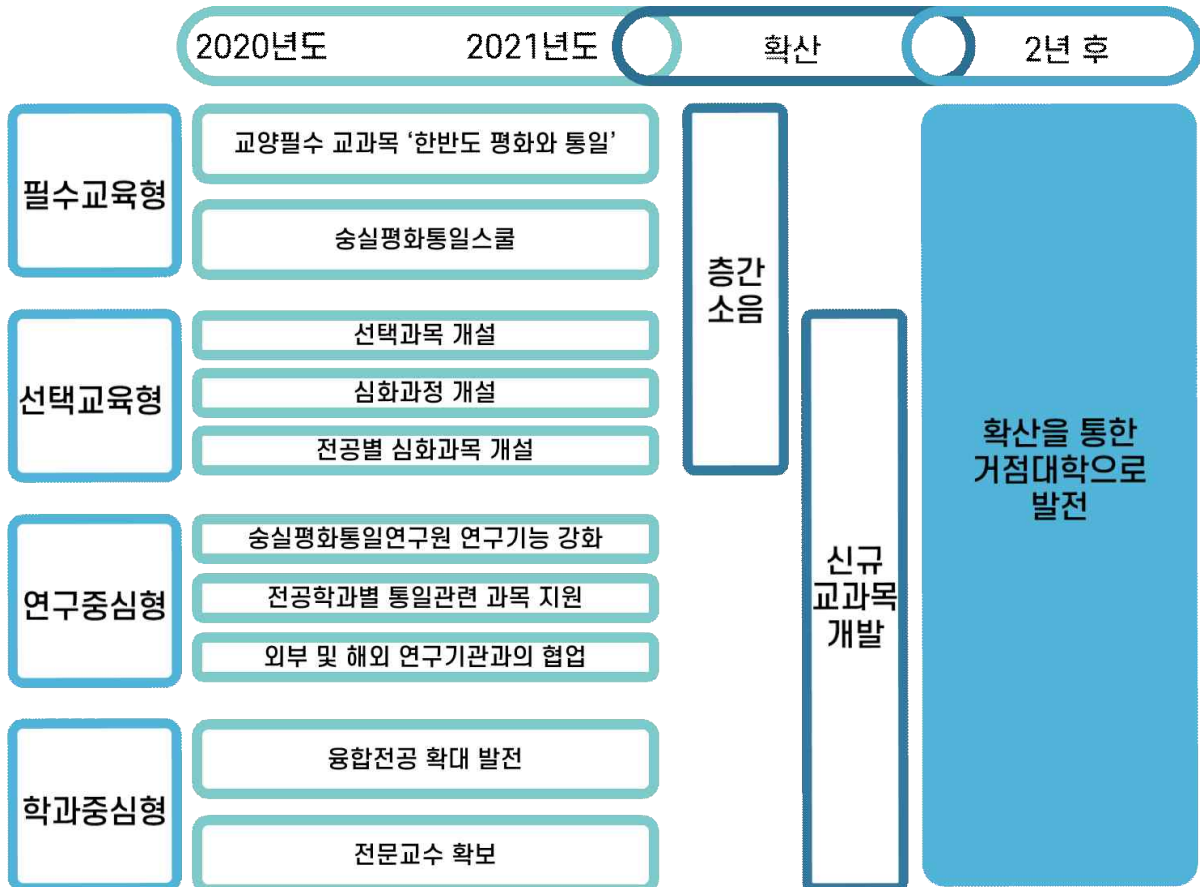 2020년도
2021년도
확산
2년 후
필수교육형
교양필수 교과목 ‘한반도 평화와 통일’
숭실평화통일스쿨
선택교육형
선택과목 개설
심화과정 개설
전공별 심화과목 개설
연구중심형
숭실평화통일연구원 연구기능 강화
전공학과별 통일관련 과목 지원
외부 및 해외 연구기관과의 협업
학과중심형
융합전공 확대 발전
전문교수 확보
층간
소음
신규
교과목
개발
확산을 통한
거점대학으로
발전